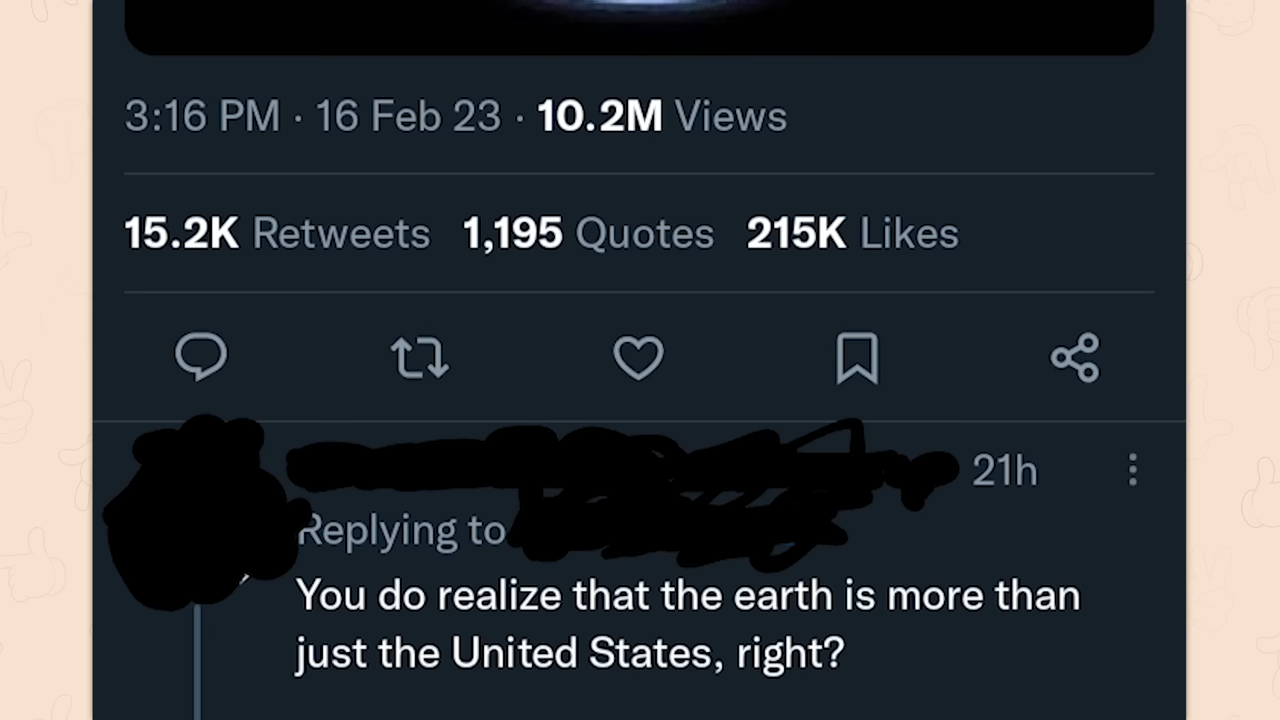 3:16 PM · 16 Feb 23 · 10.2M Views
15.2K Retweets 1,195 Quotes 215K Likes
21h
Replying to
You do realize that the earth is more than
just the United States, right?